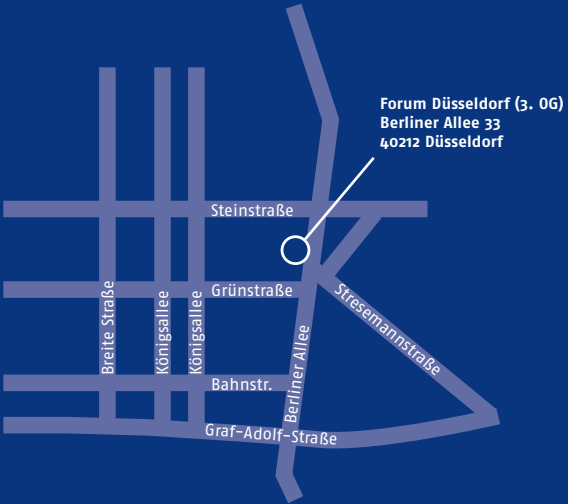 Forum Düsseldorf (3. OG)
Berliner Allee 33
40212 Düsseldorf
Steinstraße
Grünstraße
Stresemannstraße
Breite Straße
Königsallee
Königsallee
Berliner Allee
Bahnstr.
Graf-Adolf-Straße